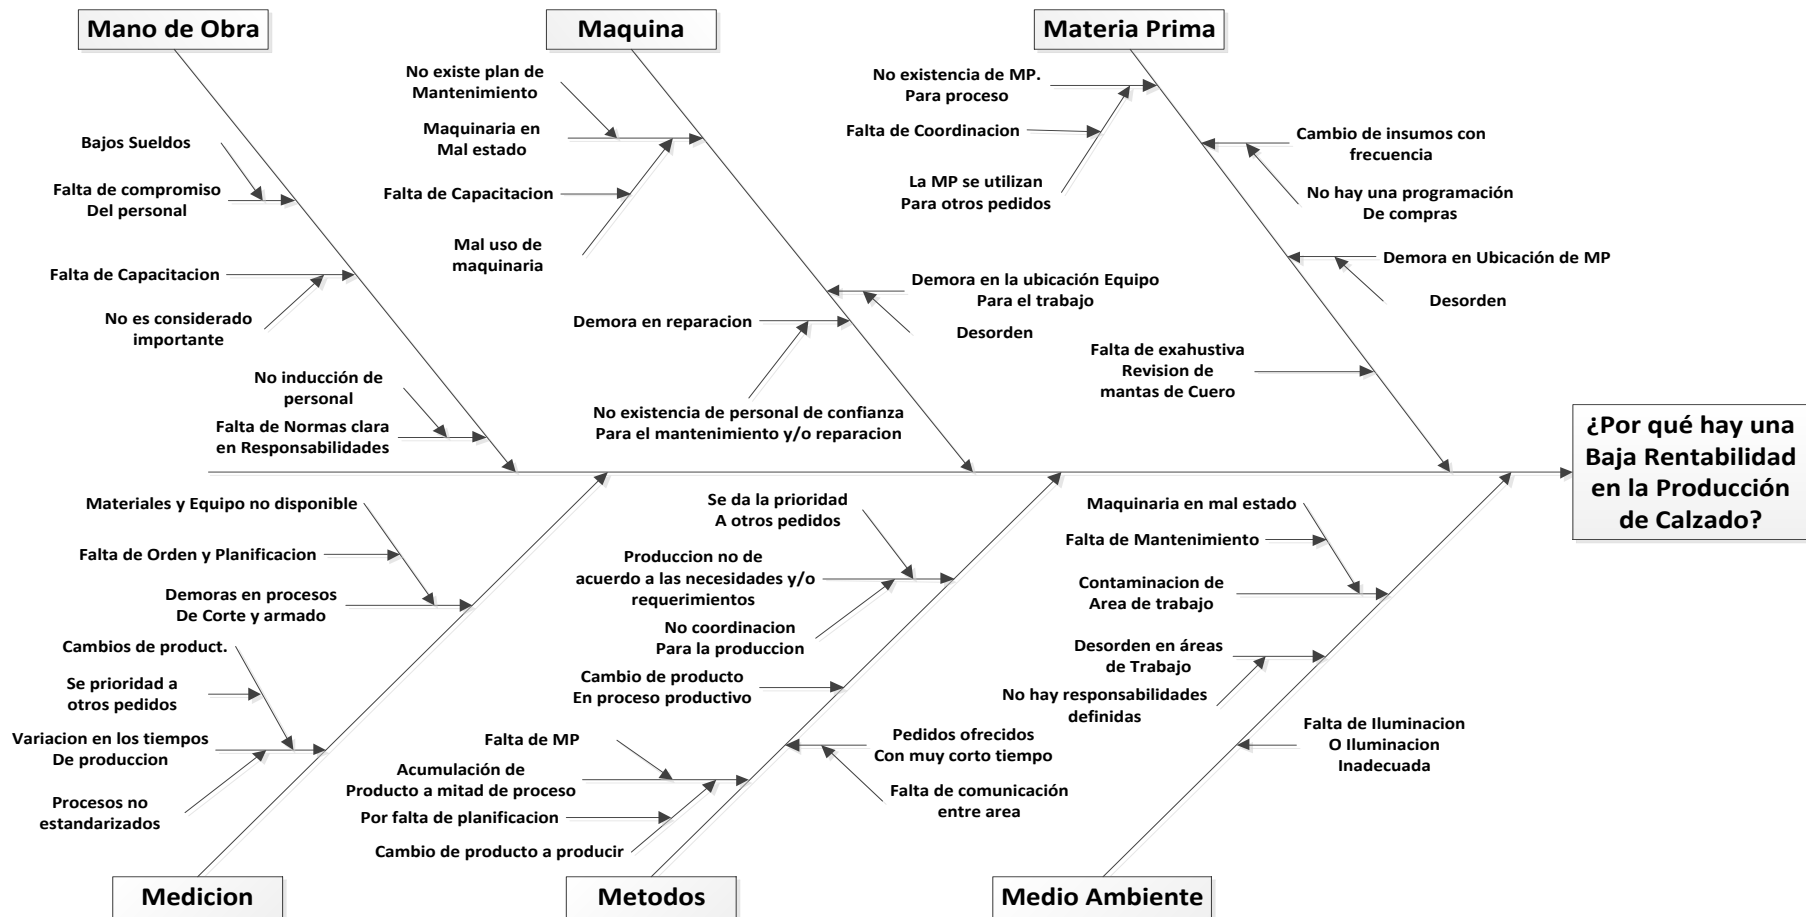 Mano de Obra
Maquina
Materia Prima
Bajos Sueldos
Falta de compromiso
Del personal
Falta de Capacitacion
No es considerado
importante
No inducción de
personal
Falta de Normas clara
en Responsabilidades
No existe plan de
Mantenimiento
Maquinaria en
Mal estado
Falta de Capacitacion
Mal uso de
maquinaria
Demora en la ubicación Equipo
Para el trabajo
Desorden
Demora en reparacion
No existencia de personal de confianza
Para el mantenimiento y/o reparacion
No existencia de MP.
Para proceso
Falta de Coordinacion
La MP se utilizan
Para otros pedidos
Cambio de insumos con
frecuencia
No hay una programación
De compras
Demora en Ubicación de MP
Desorden
Falta de exahustiva
Revision de
mantas de Cuero
¿Por qué hay una
Baja Rentabilidad
en la Producción
de Calzado?
Materiales y Equipo no disponible
Falta de Orden y Planificacion
Demoras en procesos
De Corte y armado
Cambios de product.
Se prioridad a
otros pedidos
Variacion en los tiempos
De produccion
Procesos no
estandarizados
Se da la prioridad
A otros pedidos
Produccion no de
acuerdo a las necesidades y/o
requerimientos
No coordinacion
Para la produccion
Cambio de producto
En proceso productivo
Falta de MP
Acumulación de
Producto a mitad de proceso
Por falta de planificacion
Cambio de producto a producir
Pedidos ofrecidos
Con muy corto tiempo
Falta de comunicación
entre area
Maquinaria en mal estado
Falta de Mantenimiento
Contaminacion de
Area de trabajo
Desorden en áreas
de Trabajo
No hay responsabilidades
definidas
Falta de Iluminacion
O Iluminacion
Inadecuada
Medicion
Metodos
Medio Ambiente